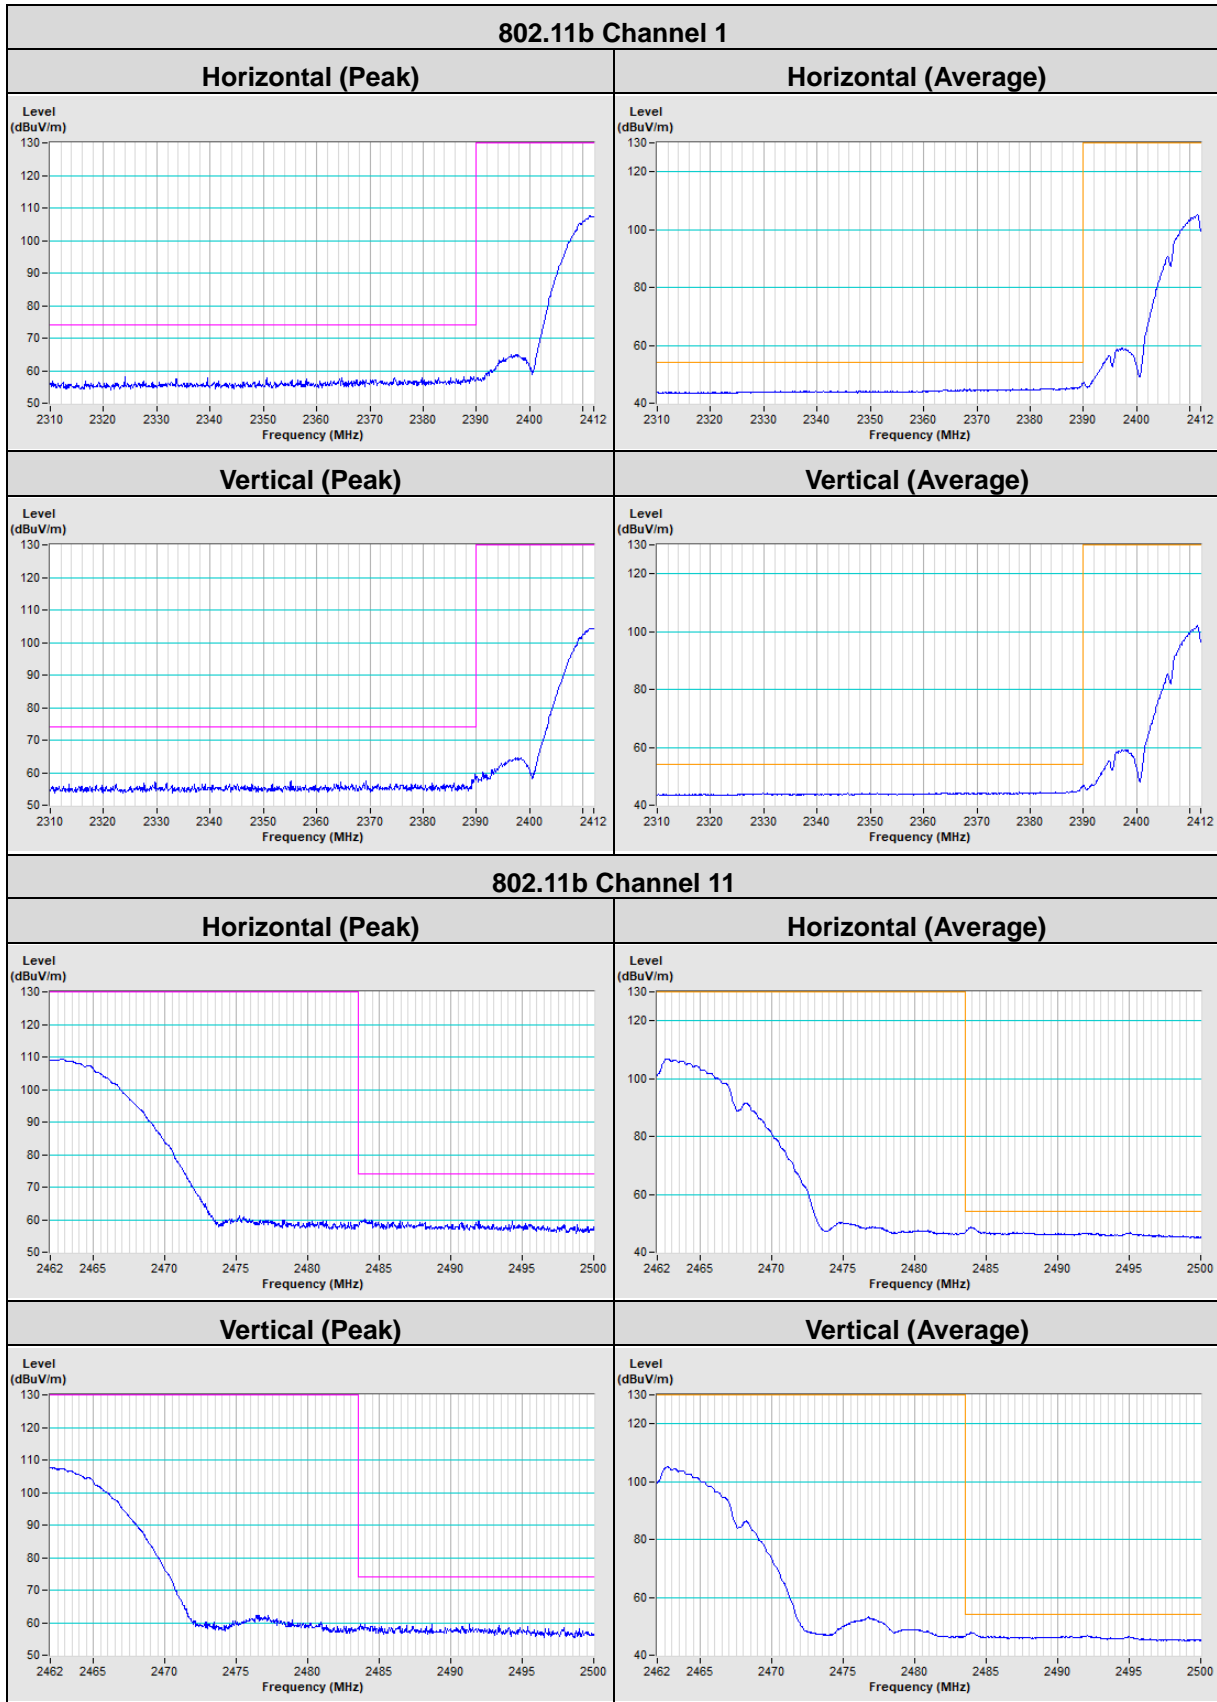 802.11b Channel 1
Horizontal (Peak)
Horizontal (Average)
Level
(dBuV/m)
130
120
110
100
90
80
70
60
50
2310 2320 2330 2340 2350 2360 2370 2380 2390 2400 2412
Frequency (MHz)
Level
(dBuV/m)
130
120
100
80
60
40
2310 2320 2330 2340 2350 2360 2370 2380 2390 2400 2412
Frequency (MHz)
Vertical (Peak)
Vertical (Average)
Level
(dBuV/m)
130
120
110
100
90
80
70
60
50
2310 2320 2330 2340 2350 2360 2370 2380 2390 2400 2412
Frequency (MHz)
Level
(dBuV/m)
130
120
100
80
60
40
2310 2320 2330 2340 2350 2360 2370 2380 2390 2400 2412
Frequency (MHz)
802.11b Channel 11
Horizontal (Peak)
Horizontal (Average)
Level
(dBuV/m)
130
120
110
100
90
80
70
60
50
2462 2465 2470 2475 2480 2485 2490 2495 2500
Frequency (MHz)
Level
(dBuV/m)
130
120
100
80
60
40
2462 2465 2470 2475 2480 2485 2490 2495 2500
Frequency (MHz)
Vertical (Peak)
Vertical (Average)
Level
(dBuV/m)
130
120
110
100
90
80
70
60
50
2462 2465 2470 2475 2480 2485 2490 2495 2500
Frequency (MHz)
Level
(dBuV/m)
130
120
100
80
60
40
2462 2465 2470 2475 2480 2485 2490 2495 2500
Frequency (MHz)